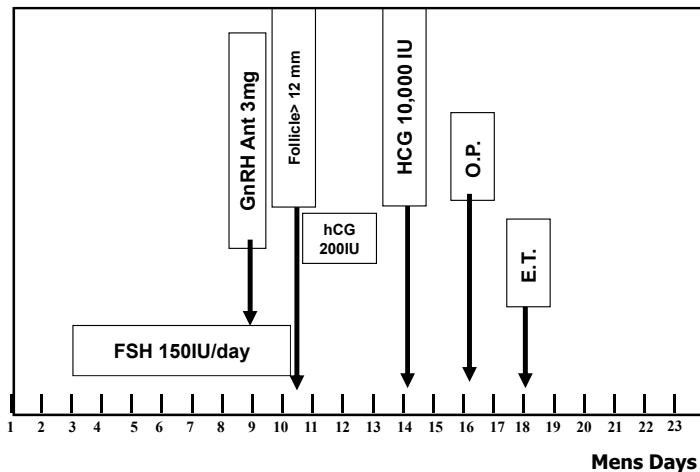 GnRH Ant 3mg
Follicle> 12 mm
HCG 10,000 IU
O.P.
E.T.
hCG
200IU
FSH 150IU/day
1 2 3 4 5 6 7 8 9 10 11 12 13 14 15 16 17 18 19 20 21 22 23
Mens Days